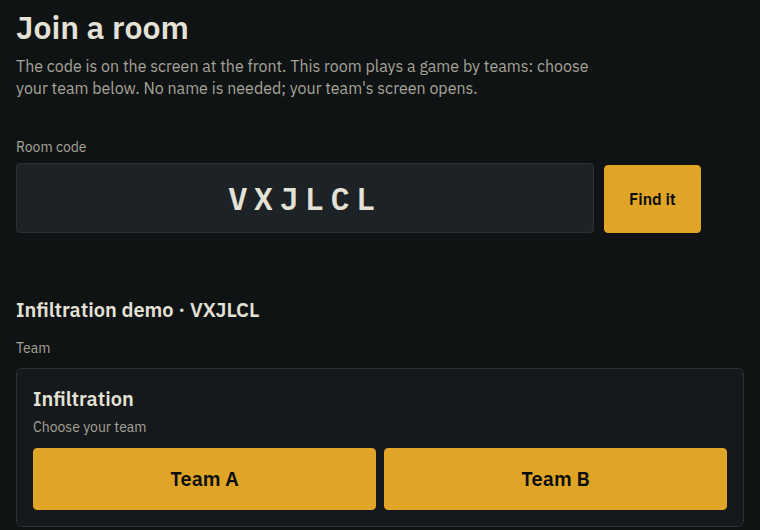 Join a room
The code is on the screen at the front. This room plays a game by teams: choose
your team below. No name is needed; your team's screen opens.
Room code
VXJLCL
Find it
Infiltration demo · VXJLCL
Team
Infiltration
Choose your team
Team A
Team B